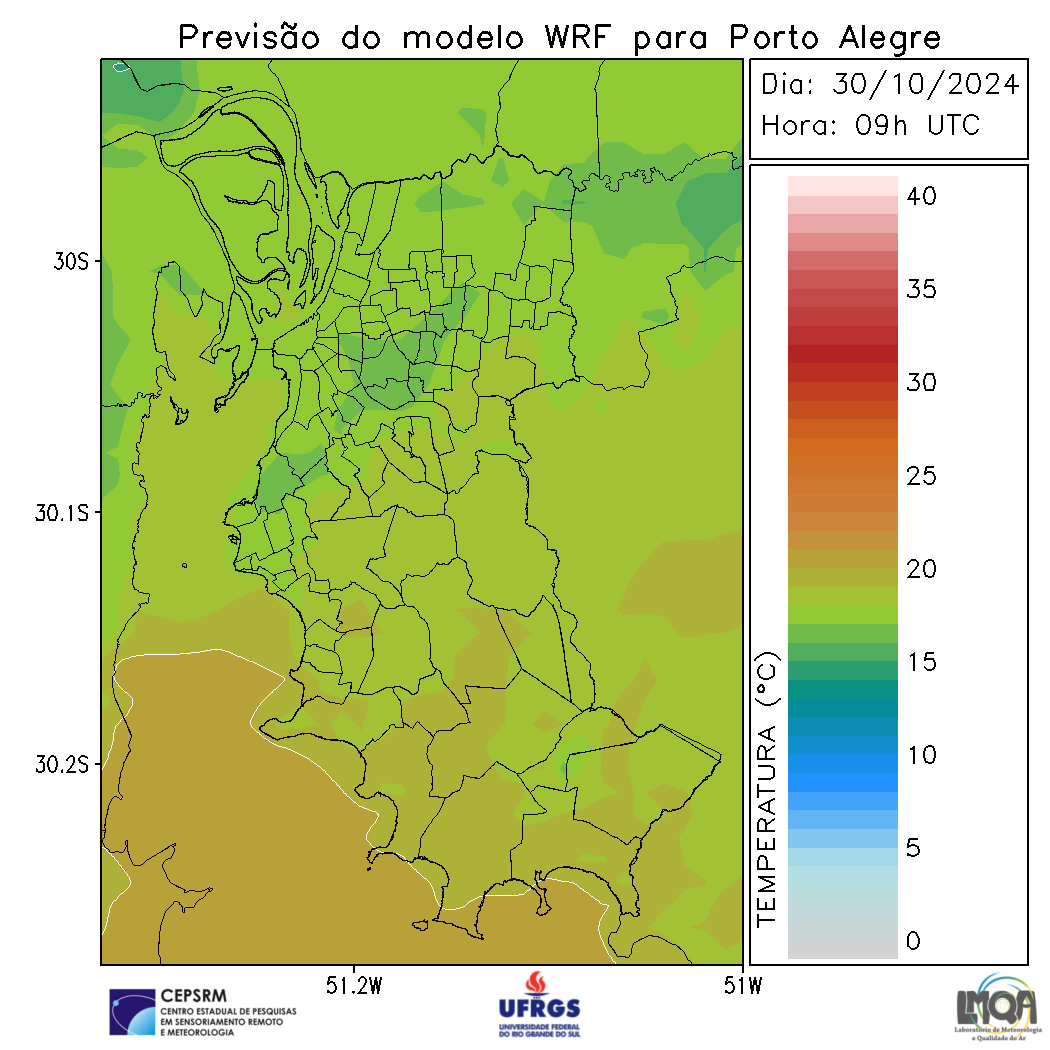 Previsão do modelo WRF para Porto Alegre
Dia: 30/10/2024
Hora: 09h UTC
30S
30.1S
30.2S
51.2W
51W
TEMPERATURA (°C)
40
35
30
25
20
15
10
5
0
CEPSRM
CENTRO ESTADUAL DE PESQUISAS
EM SENSORIAMENTO REMOTO
E METEOROLOGIA
UFRGS
UNIVERSIDADE FEDERAL
DO RIO GRANDE DO SUL
LMQA
Laboratório de Meteorologia
e Qualidade do Ar